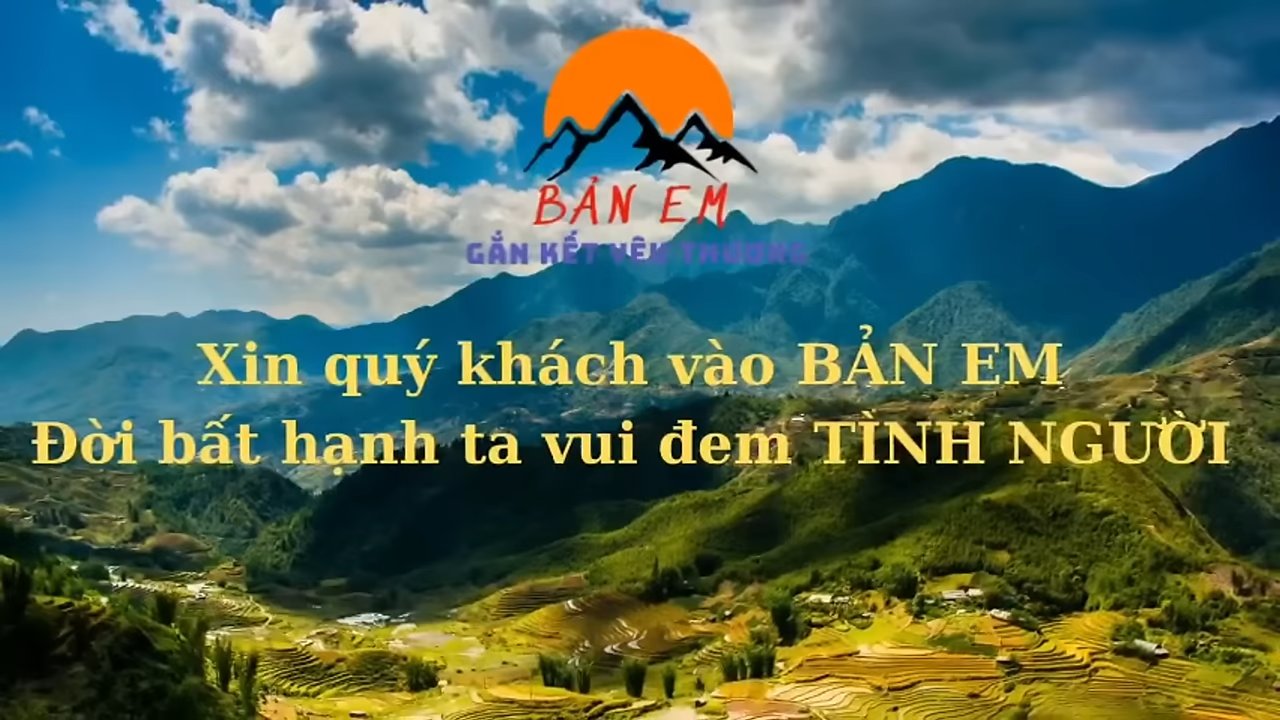 BẢN EM
GẮN KẾT YÊU THƯƠNG
Xin quý khách vào BẢN EM
Đời bất hạnh ta vui đem TÌNH NGƯỜI